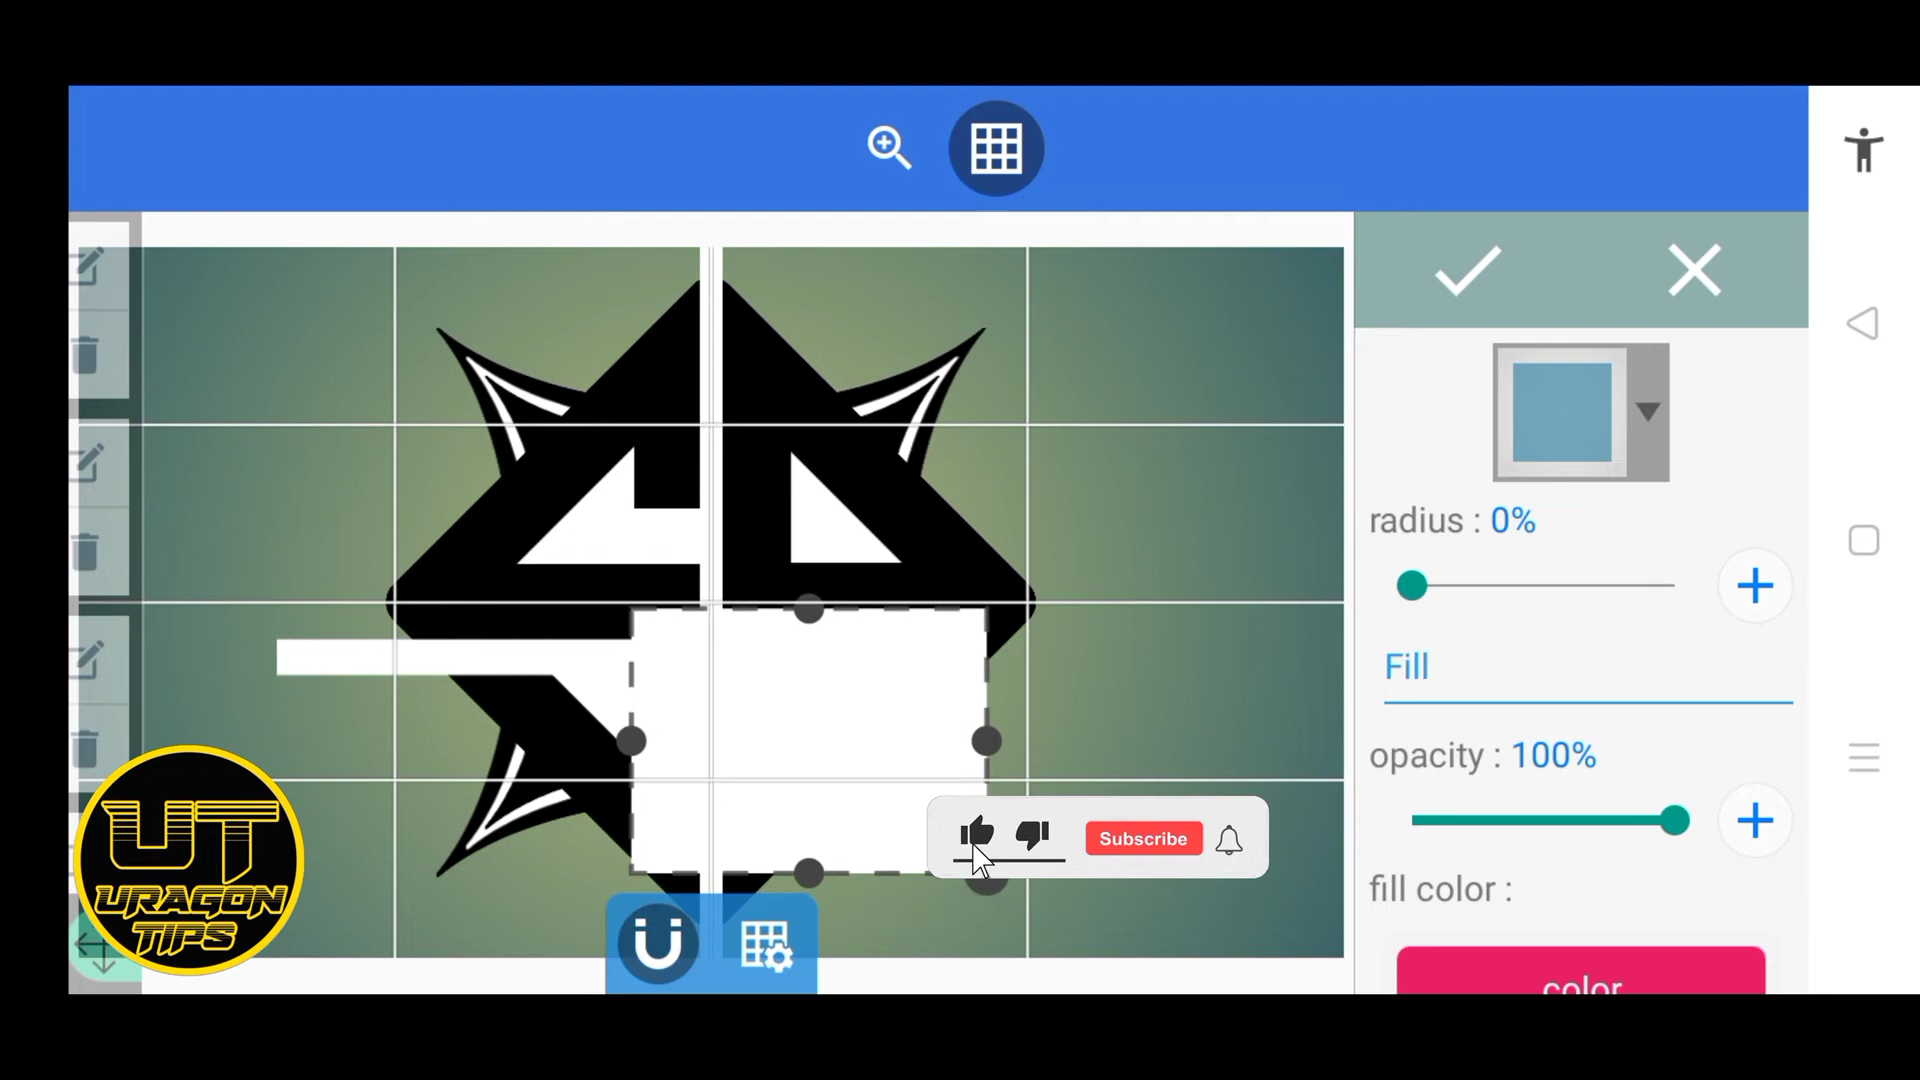 radius : 0%
Fill
opacity : 100%
fill color :
color
Subscribe
UT
URAGON
TIPS